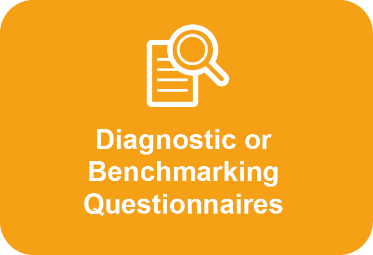 Diagnostic or
Benchmarking
Questionnaires